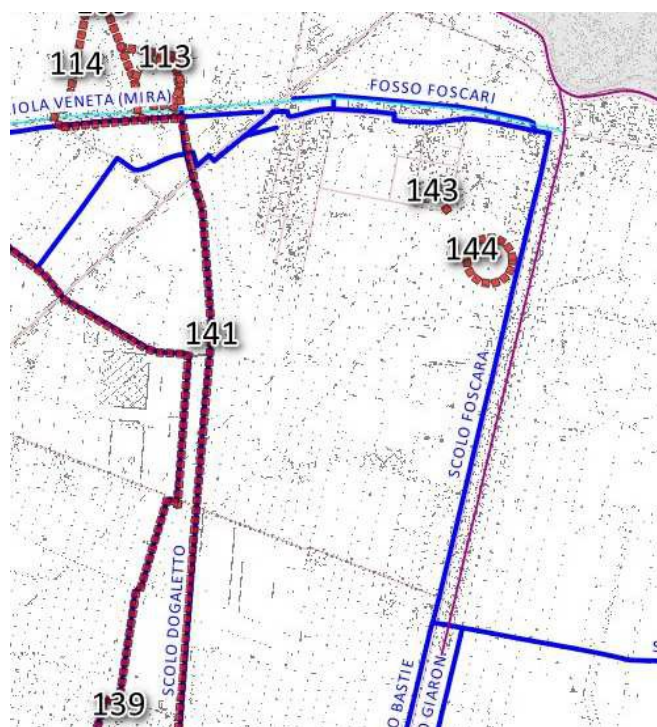 114
113
IOLA VENETA (MIRA)
FOSSO FOSCARI
143
144
141
SCOLO FOSCARA
SCOLO DOGALETTO
139
O BASTIE
O GIARON